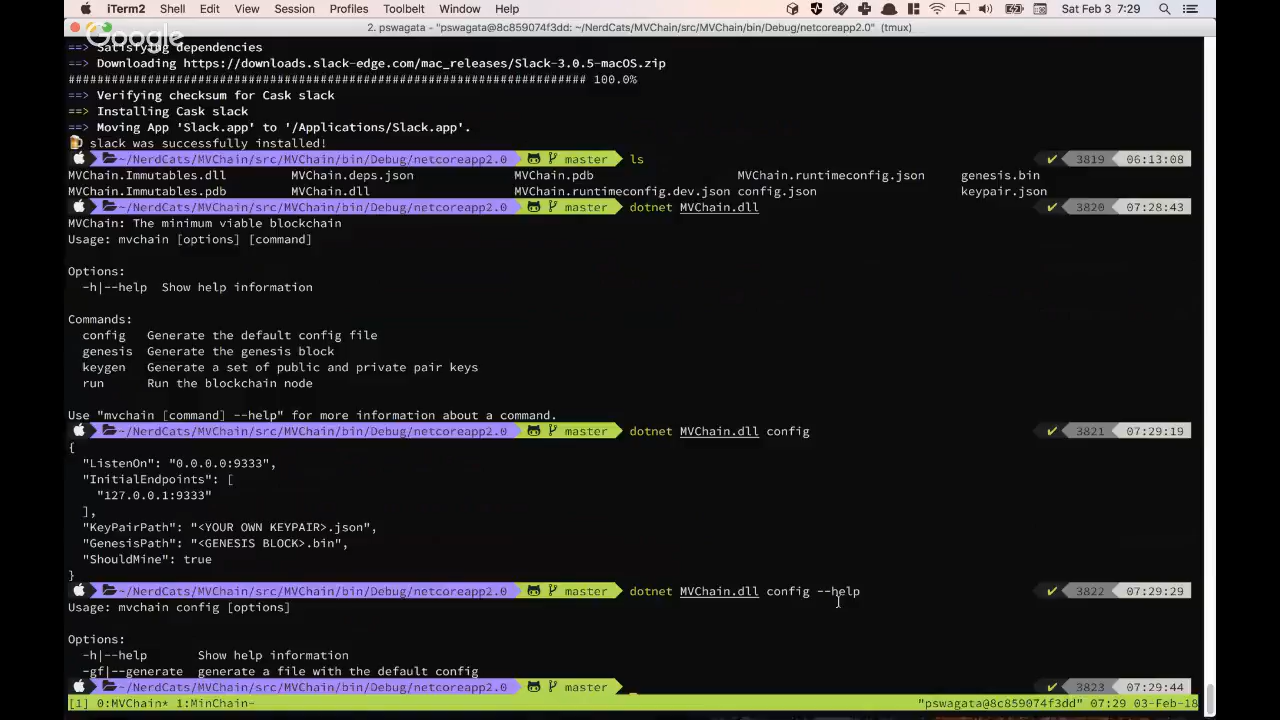 iTerm2 Shell Edit View Session Profiles Toolbelt Window Help Sat Feb 3 7:29
2. pswagata - "pswagata@8c859074f3dd: ~/NerdCats/MVChain/src/MVChain/bin/Debug/netcoreapp2.0" (tmux)
Google
==> Satisfying dependencies
==> Downloading https://downloads.slack-edge.com/mac_releases/Slack-3.0.5-macOS.zip
######################################################################## 100.0%
==> Verifying checksum for Cask slack
==> Installing Cask slack
==> Moving App 'Slack.app' to '/Applications/Slack.app'.
🍺 slack was successfully installed!
~/NerdCats/MVChain/src/MVChain/bin/Debug/netcoreapp2.0 master ls ✔ 3819 06:13:08
MVChain.Immutables.dll MVChain.deps.json MVChain.pdb MVChain.runtimeconfig.json genesis.bin
MVChain.Immutables.pdb MVChain.dll MVChain.runtimeconfig.dev.json config.json keypair.json
~/NerdCats/MVChain/src/MVChain/bin/Debug/netcoreapp2.0 master dotnet MVChain.dll ✔ 3820 07:28:43
MVChain: The minimum viable blockchain
Usage: mvchain [options] [command]
Options:
-h|--help Show help information
Commands:
config Generate the default config file
genesis Generate the genesis block
keygen Generate a set of public and private pair keys
run Run the blockchain node
Use "mvchain [command] --help" for more information about a command.
~/NerdCats/MVChain/src/MVChain/bin/Debug/netcoreapp2.0 master dotnet MVChain.dll config ✔ 3821 07:29:19
{
"ListenOn": "0.0.0.0:9333",
"InitialEndpoints": [
"127.0.0.1:9333"
],
"KeyPairPath": "<YOUR OWN KEYPAIR>.json",
"GenesisPath": "<GENESIS BLOCK>.bin",
"ShouldMine": true
}
~/NerdCats/MVChain/src/MVChain/bin/Debug/netcoreapp2.0 master dotnet MVChain.dll config --help ✔ 3822 07:29:29
Usage: mvchain config [options]
Options:
-h|--help Show help information
-gf|--generate generate a file with the default config
~/NerdCats/MVChain/src/MVChain/bin/Debug/netcoreapp2.0 master ✔ 3823 07:29:44
[1] 0:MVChain* 1:MinChain- "pswagata@8c859074f3dd" 07:29 03-Feb-18